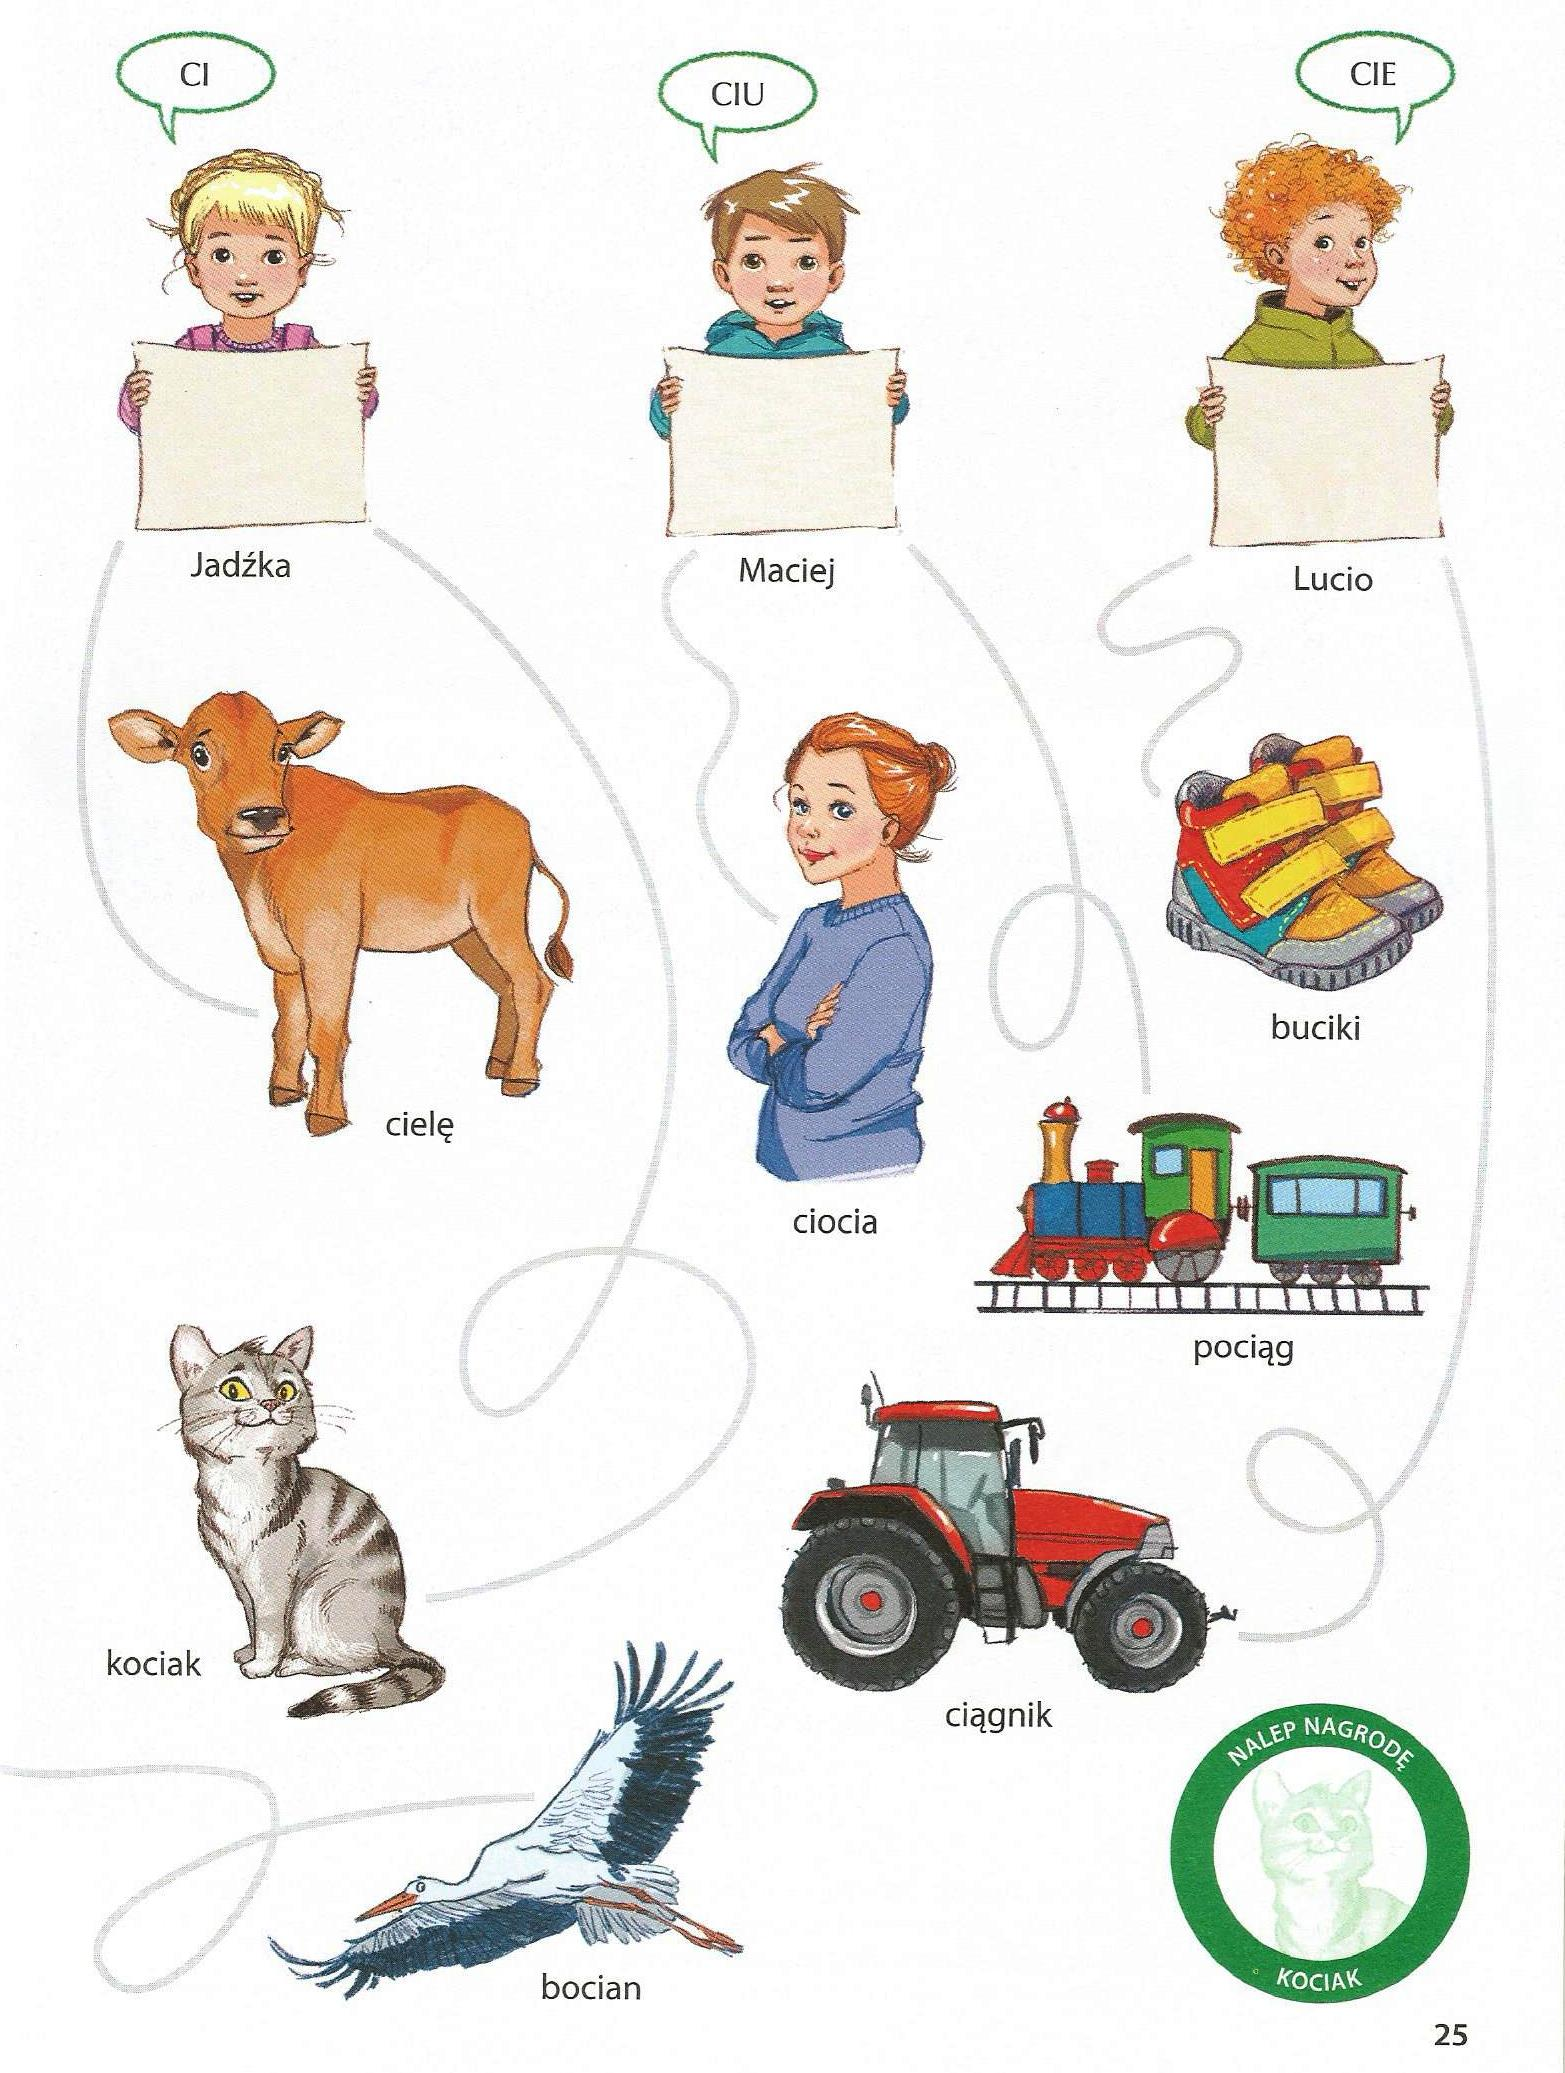 CI
CIU
CIE
Jadźka
Maciej
Lucio
buciki
cielę
ciocia
pociąg
kociak
ciągnik
NALEP NAGRODĘ
KOCIAK
bocian
25